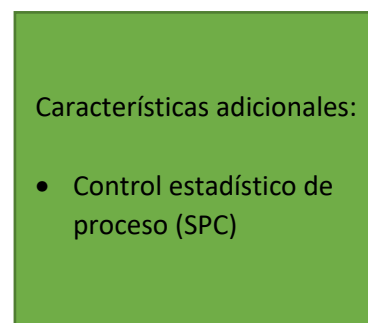 Características adicionales:
• Control estadístico de
proceso (SPC)